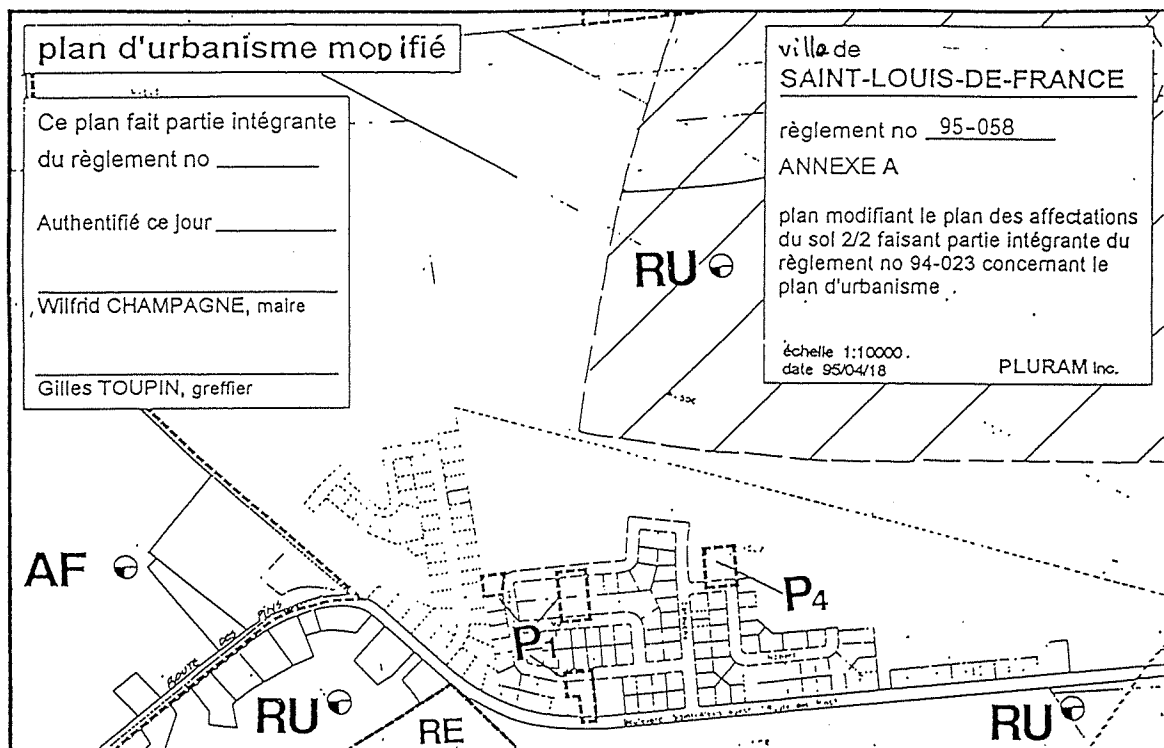 plan d'urbanisme moDifié
Ce plan fait partie intégrante
du règlement no
Authentifié ce jour
Wilfrid CHAMPAGNE, maire
Gilles TOUPIN, greffier
ville de
SAINT-LOUIS-DE-FRANCE
règlement no 95-058
ANNEXE A
plan modifiant le plan des affectations
du sol 2/2 faisant partie intégrante du
règlement no 94-023 concernant le
plan d'urbanisme.
échelle 1:10000.
date 95/04/18 PLURAM inc.
RU
AF
P4
P1
ROUTE DES PINS
RU
RE
RU